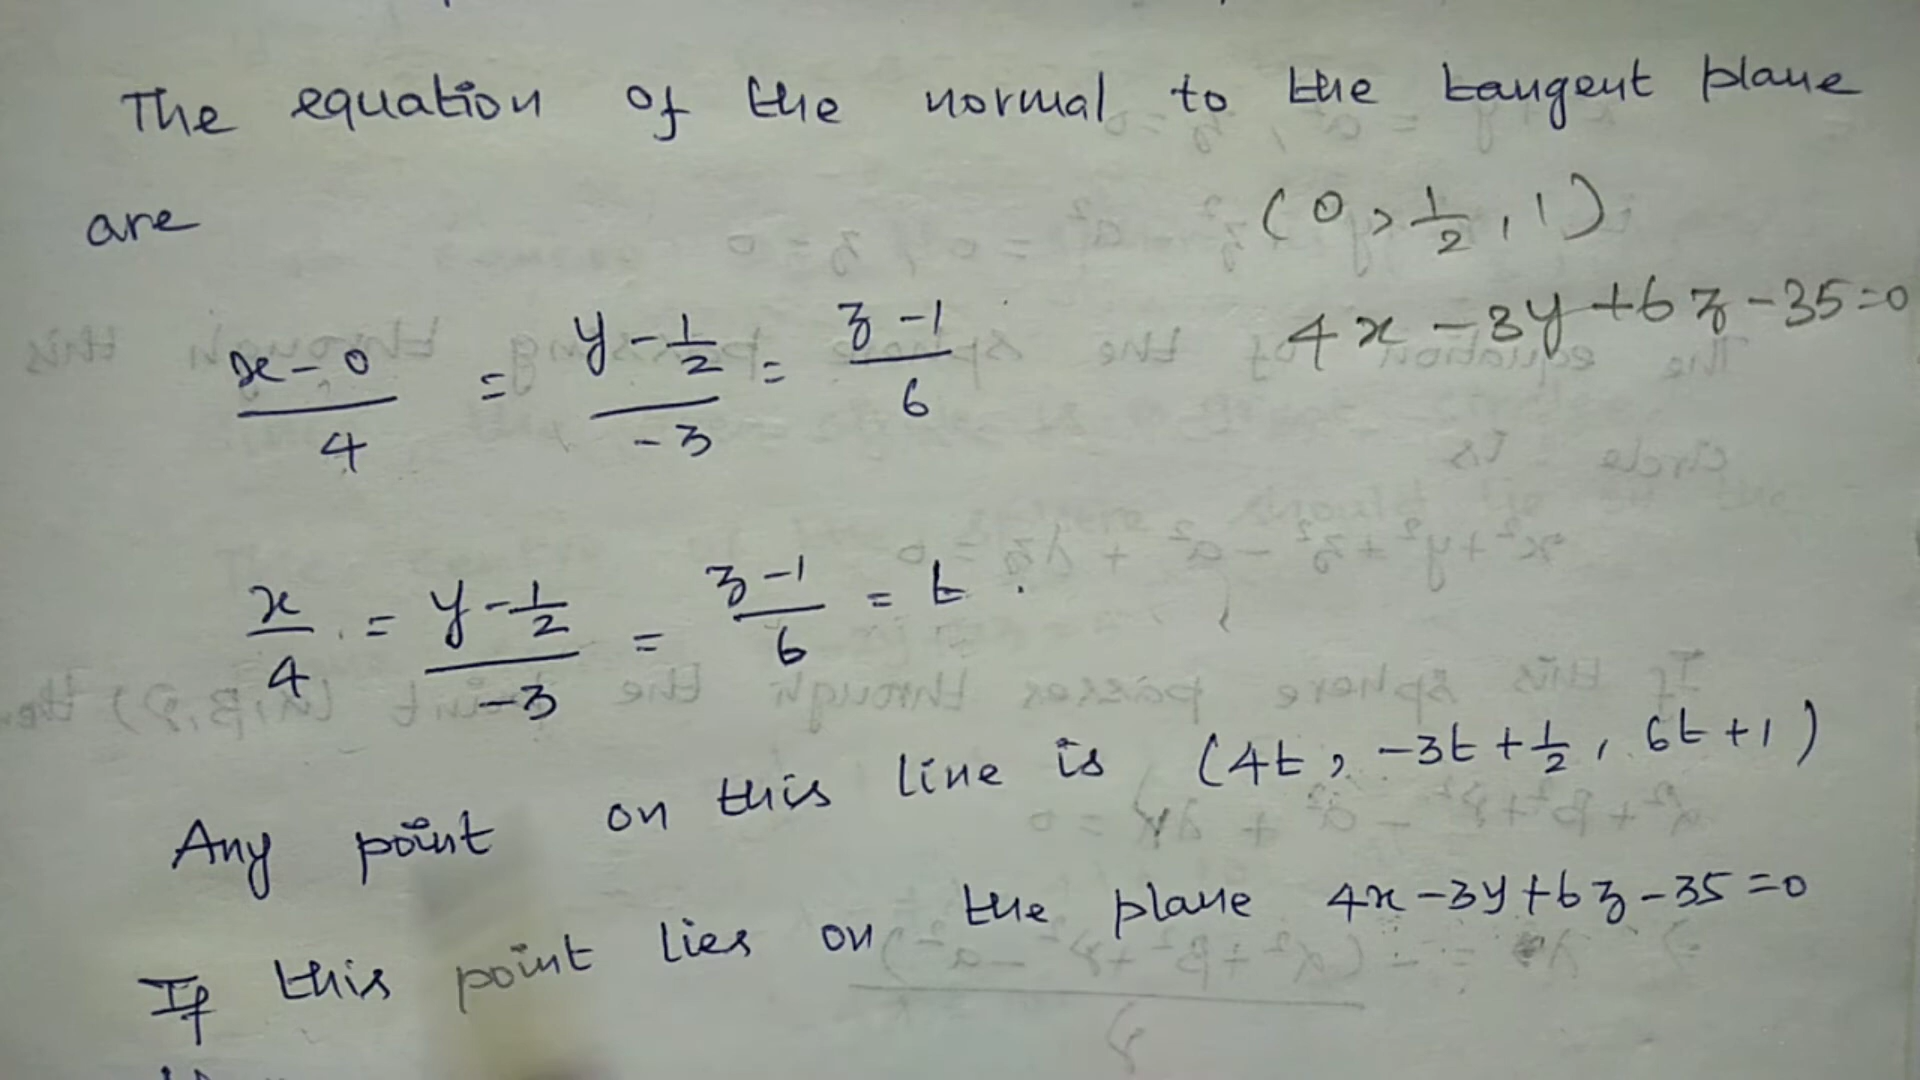 The equation of the normal to the tangent plane
are
(0, 1/2, 1)
4x - 3y + 6z - 35 = 0
(x - 0)/4 = (y - 1/2)/-3 = (z - 1)/6
x/4 = (y - 1/2)/-3 = (z - 1)/6 = t
Any point on this line is (4t, -3t + 1/2, 6t + 1)
If this point lies on the plane 4x - 3y + 6z - 35 = 0